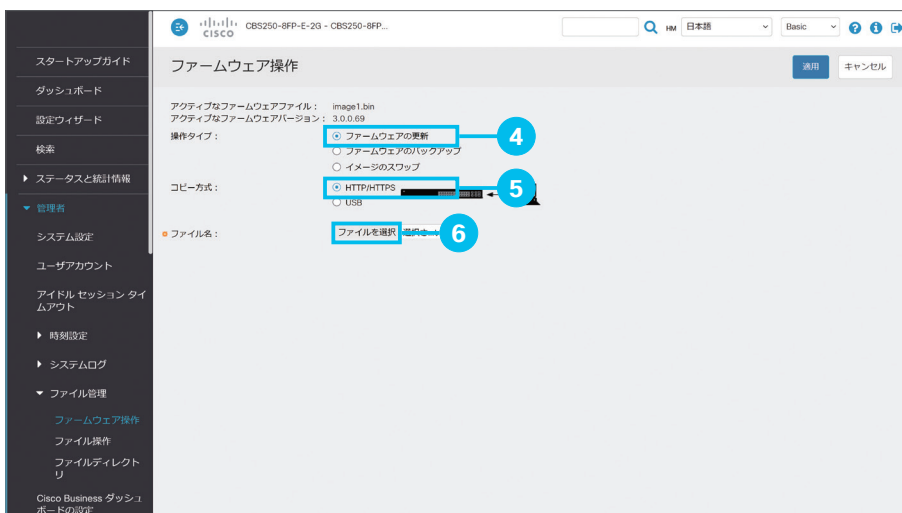 CISCO
CBS250-8FP-E-2G - CBS250-8FP...
HM
日本語
Basic
スタートアップガイド
ダッシュボード
設定ウィザード
検索
ステータスと統計情報
管理者
システム設定
ユーザアカウント
アイドル セッション タイ
ムアウト
時刻設定
システムログ
ファイル管理
ファームウェア操作
ファイル操作
ファイルディレクト
リ
Cisco Business ダッシュ
ボードの設定
ファームウェア操作
適用
キャンセル
アクティブなファームウェアファイル： image1.bin
アクティブなファームウェアバージョン： 3.0.0.69
操作タイプ：
ファームウェアの更新
4
ファームウェアのバックアップ
イメージのスワップ
コピー方式：
HTTP/HTTPS
5
USB
ファイル名：
ファイルを選択
6